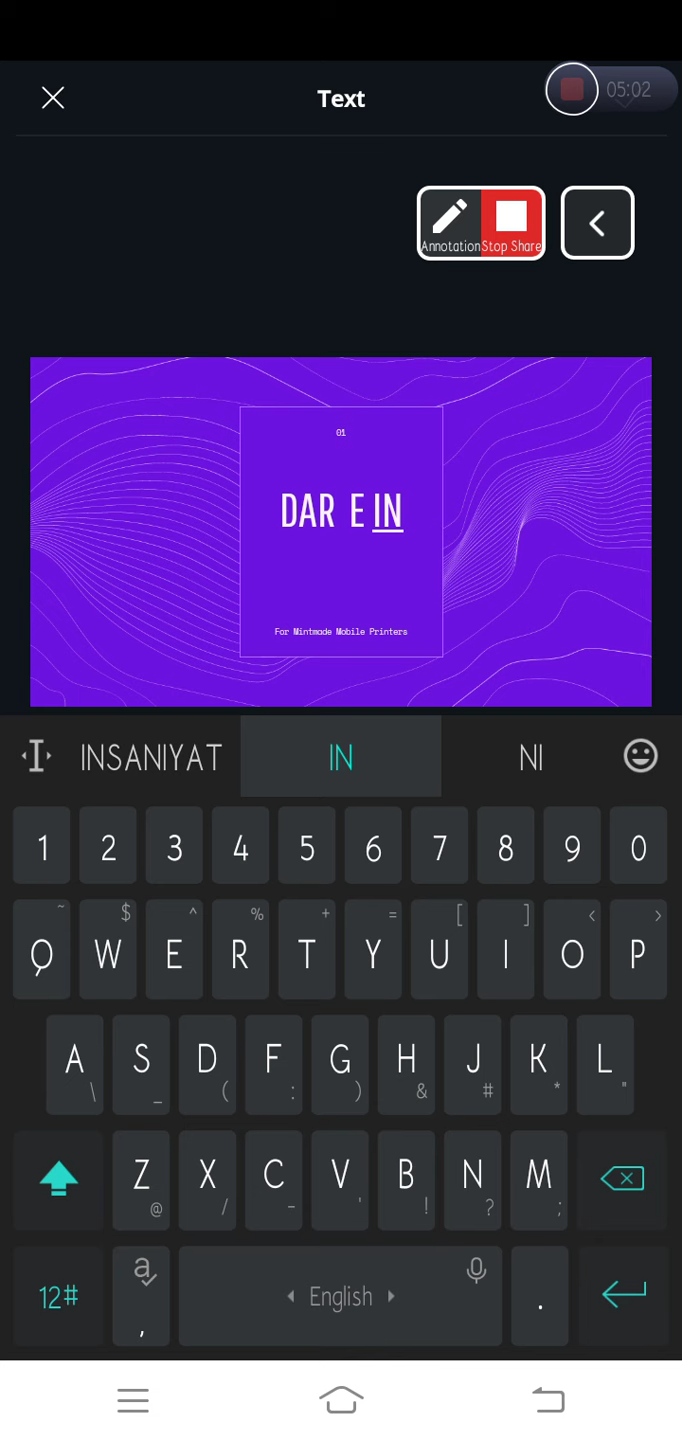 Text
05:02
Annotation Stop Share
01
DAR E IN
For Mintmade Mobile Printers
INSANIYAT IN NI
1 2 3 4 5 6 7 8 9 0
~ $ ^ % + = [ ] < >
Q W E R T Y U I O P
A S D F G H J K L
\ _ ( : ) & # * "
Z X C V B N M
@ / - ' ! ? ;
a
12# , English .